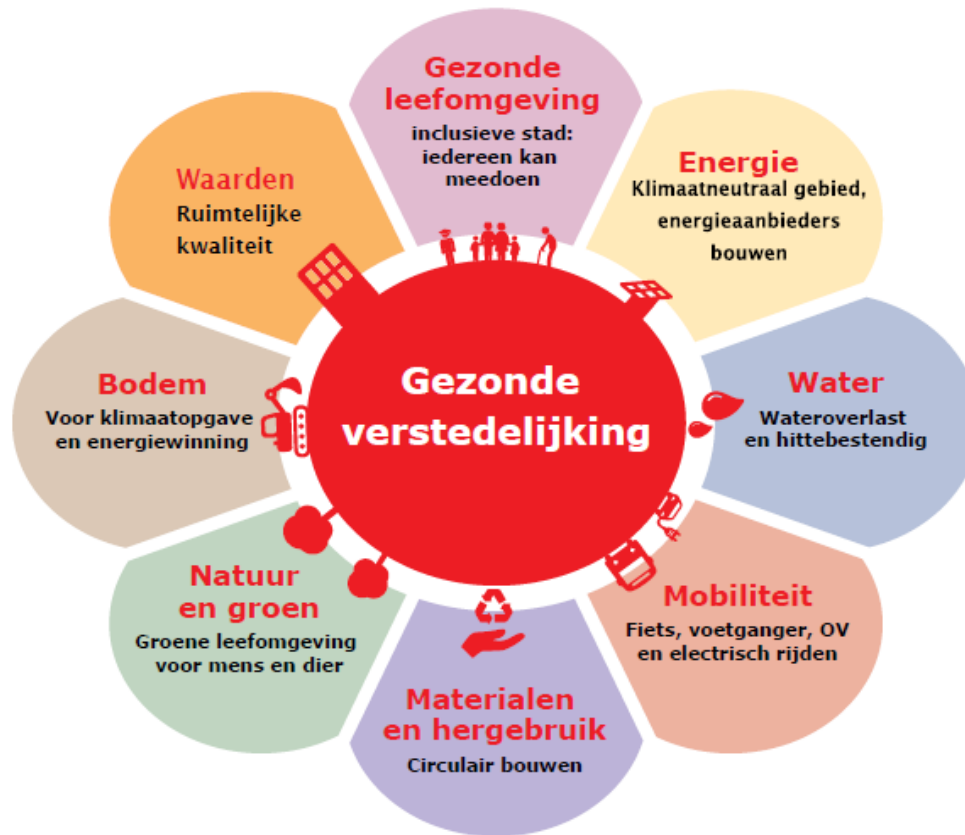 Gezonde
leefomgeving
inclusieve stad:
iedereen kan
meedoen
Energie
Klimaatneutraal gebied,
energieaanbieders
bouwen
Water
Wateroverlast
en hittebestendig
Mobiliteit
Fiets, voetganger, OV
en electrisch rijden
Materialen
en hergebruik
Circulair bouwen
Natuur
en groen
Groene leefomgeving
voor mens en dier
Bodem
Voor klimaatopgave
en energiewinning
Waarden
Ruimtelijke
kwaliteit
Gezonde
verstedelijking